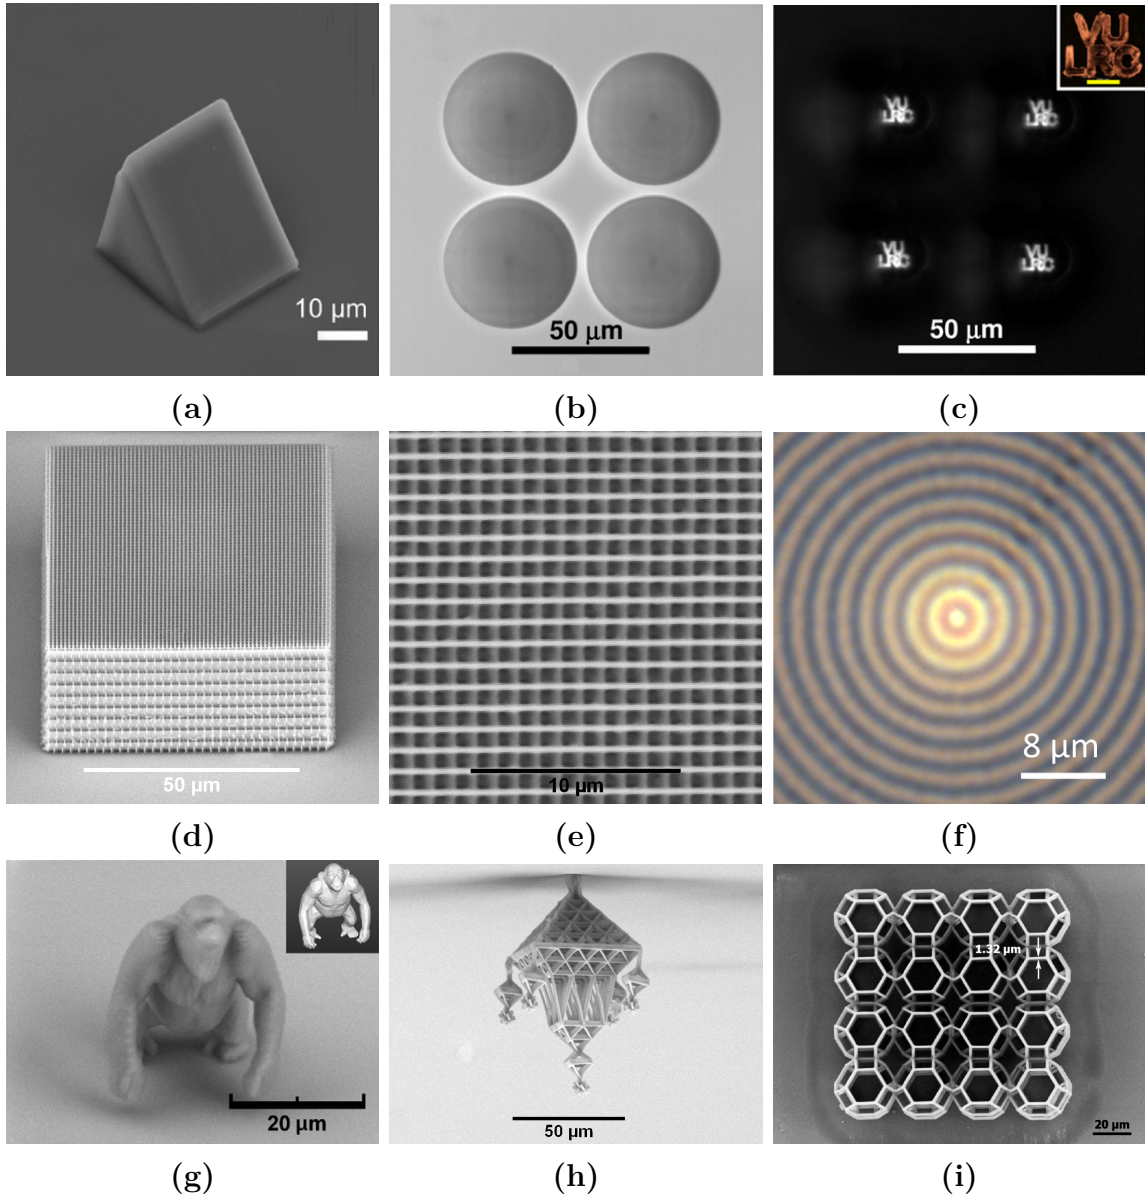 10 µm
50 µm
VU
LRC
VU
LRC
VU
LRC
VU
LRC
VU
LRC
50 µm
(a)
(b)
(c)
50 µm
10 µm
8 µm
(d)
(e)
(f)
20 µm
50 µm
1.32 µm
20 µm
(g)
(h)
(i)